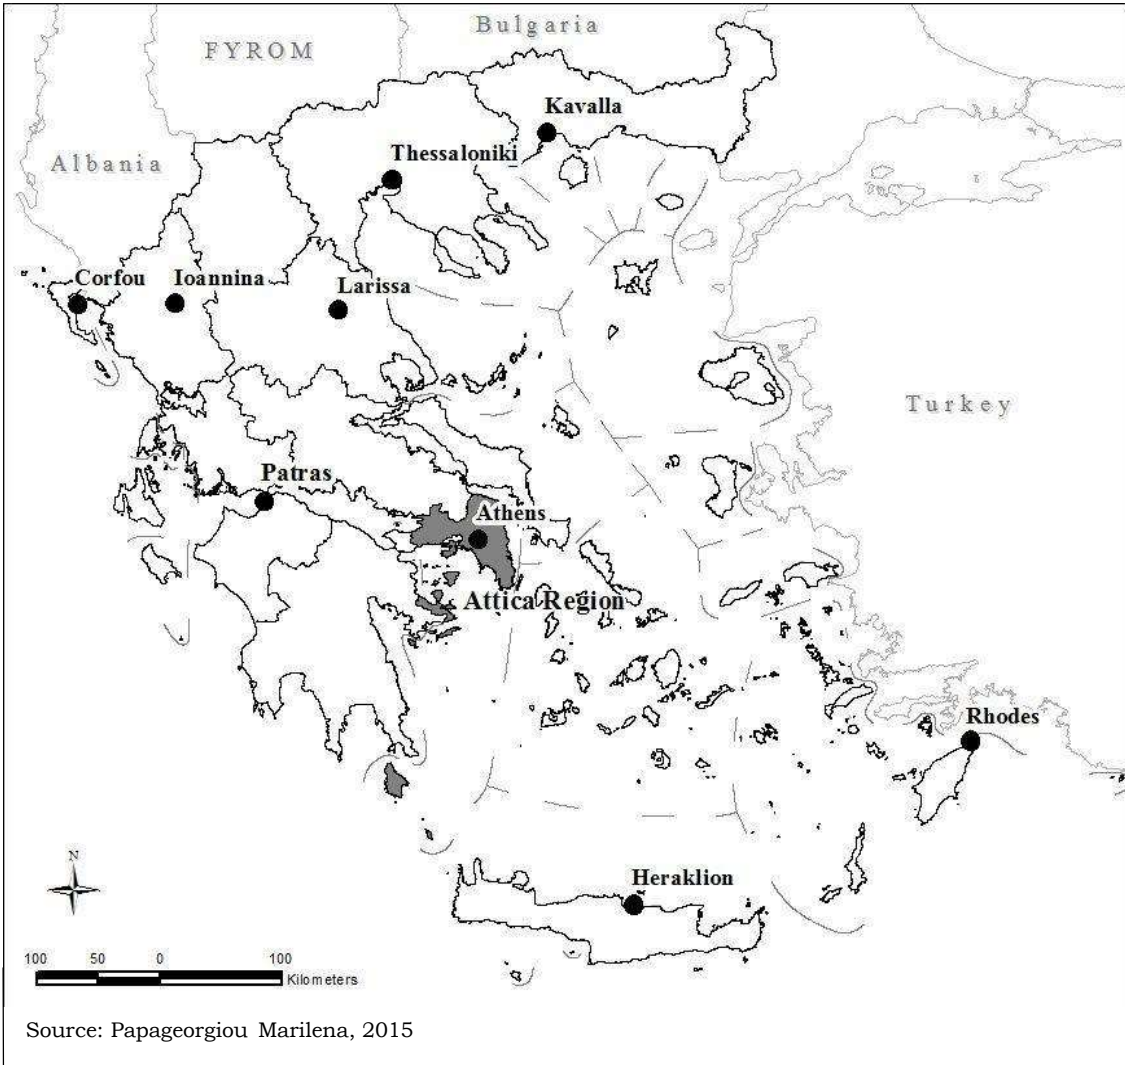 Bulgaria
FYROM
Kavalla
Thessaloniki
Albania
Corfou
Ioannina
Larissa
Turkey
Patras
Athens
Attica Region
Rhodes
N
Heraklion
100 50 0 100
Kilometers
Source: Papageorgiou Marilena, 2015